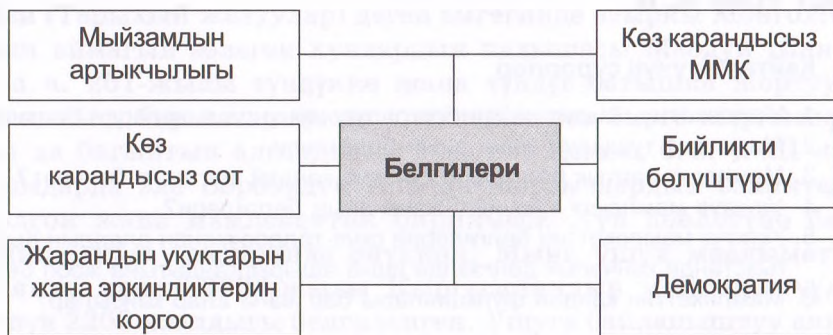 Мыйзамдын
артыкчылыгы
Көз карандысыз
ММК
Көз
карандысыз сот
Белгилери
Бийликти
бөлүштүрүү
Жарандын укуктарын
жана эркиндиктерин
коргоо
Демократия